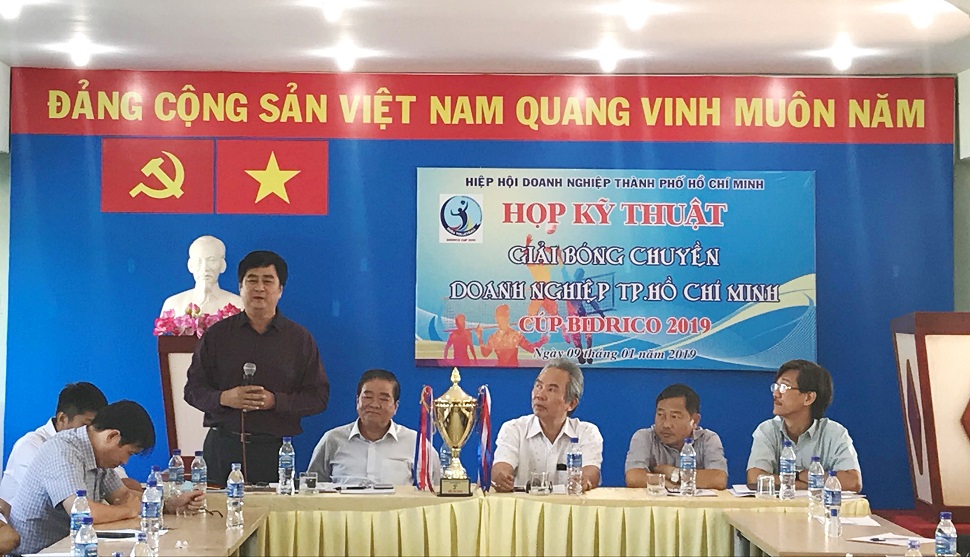 ĐẢNG CỘNG SẢN VIỆT NAM QUANG VINH MUÔN NĂM
HIỆP HỘI DOANH NGHIỆP THÀNH PHỐ HỒ CHÍ MINH
HỌP KỸ THUẬT
GIẢI BÓNG CHUYỀN
DOANH NGHIỆP TP.HỒ CHÍ MINH
CÚP BIDRICO 2019
Ngày 09 tháng 01 năm 2019